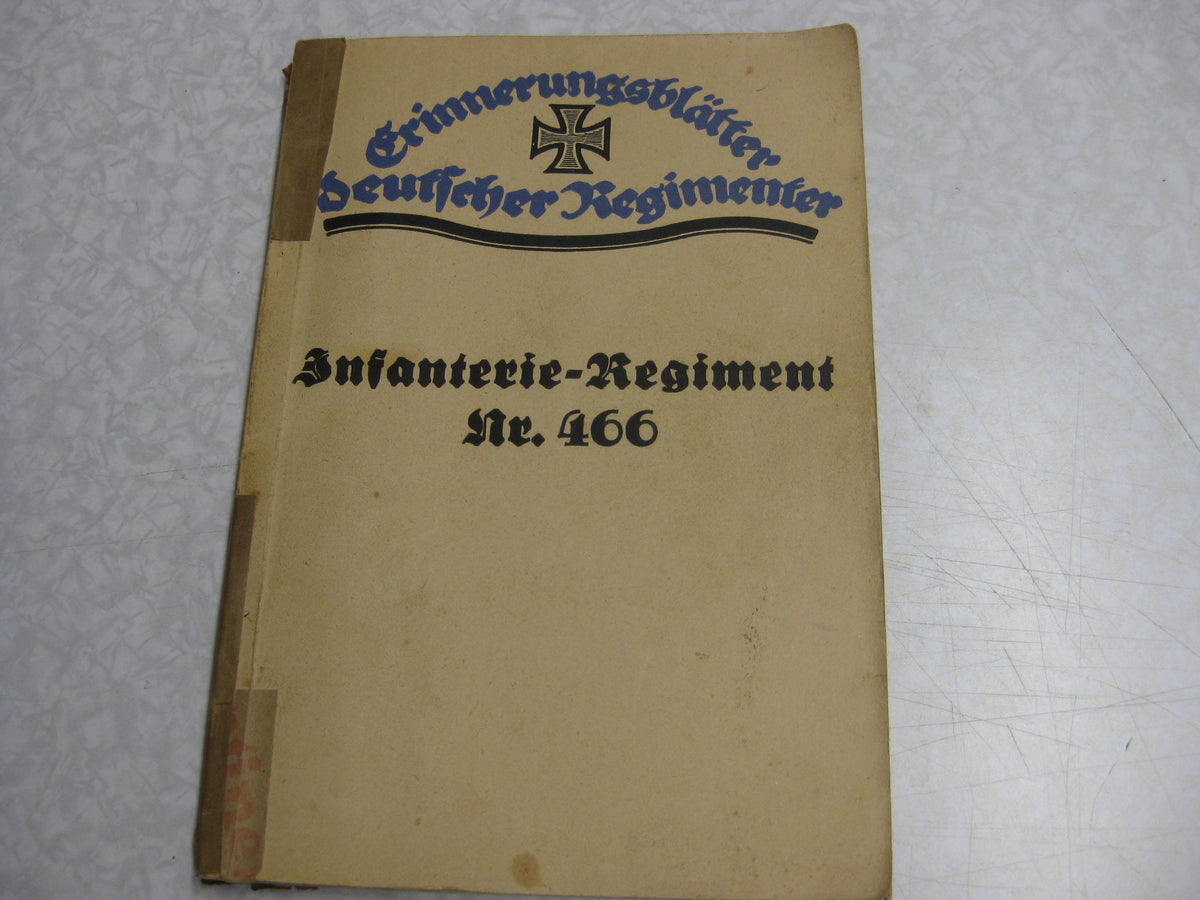 Erinnerungsblätter
deutscher Regimenter
Infanterie-Regiment
Nr. 466